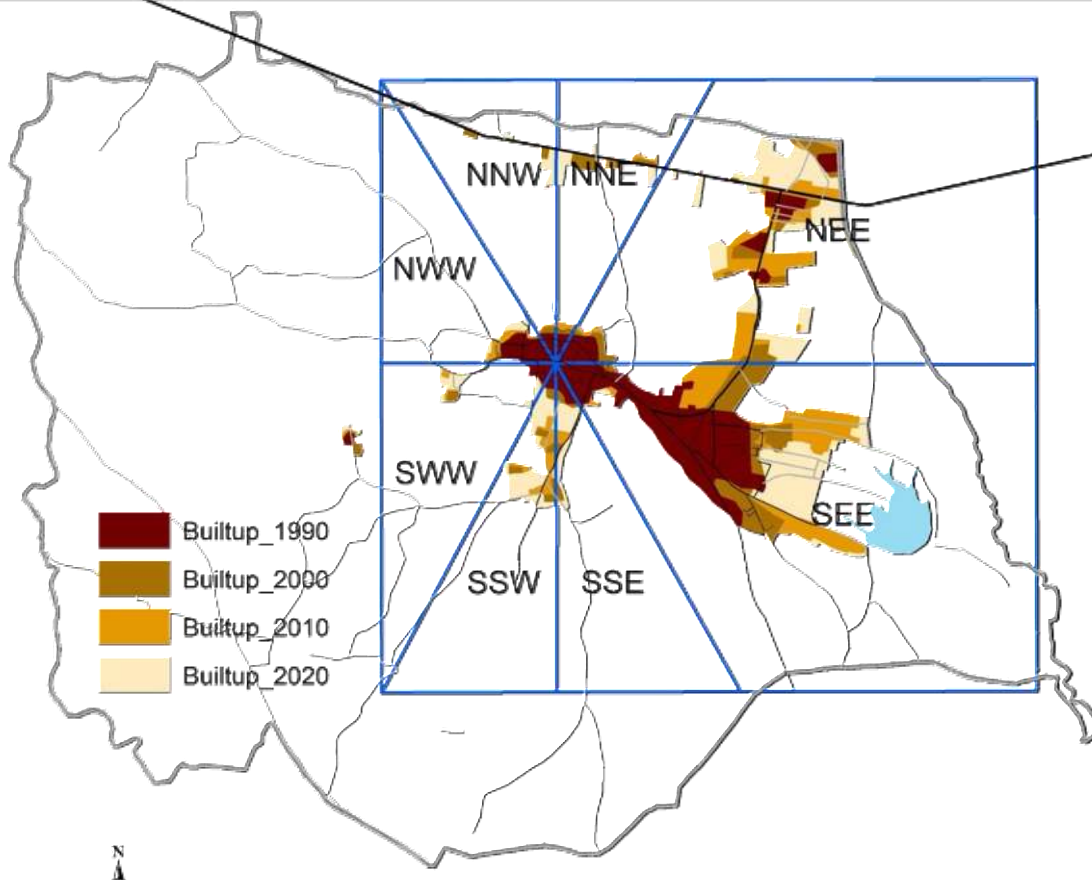 NNW NNE
NEE
NWW
SWW
SEE
SSW SSE
Builtup_1990
Builtup_2000
Builtup_2010
Builtup_2020
N